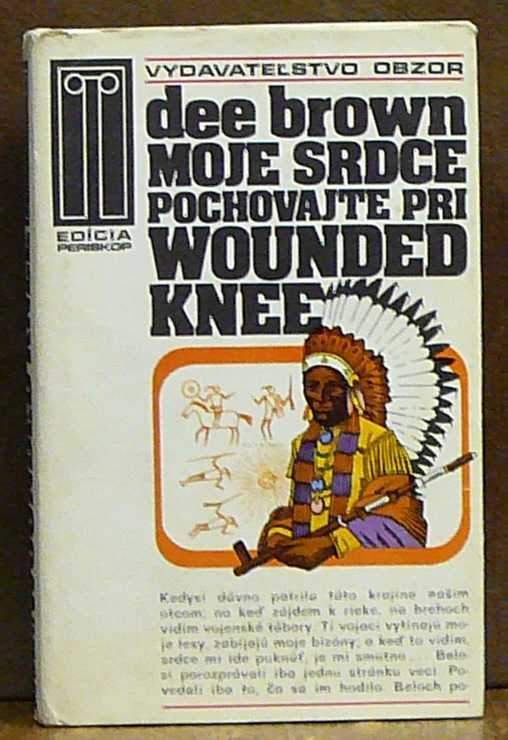 VYDAVATEĽSTVO OBZOR
dee brown
MOJE SRDCE
POCHOVAJTE PRI
WOUNDED
KNEE
EDÍCIA
PERISKOP
Kedysi dávno patrila táto krajina našim
otcom; no keď zájdem k rieke, na brehoch
vidím vojenské tábory. Tí vojaci vytínajú mo-
je lesy, zabíjajú moje bizóny; a keď to vidím,
srdce mi ide puknúť, je mi smutno... Belo-
si porozprávali iba jednu stránku veci. Po-
vedali iba to, čo sa im hodilo. Beloch po-